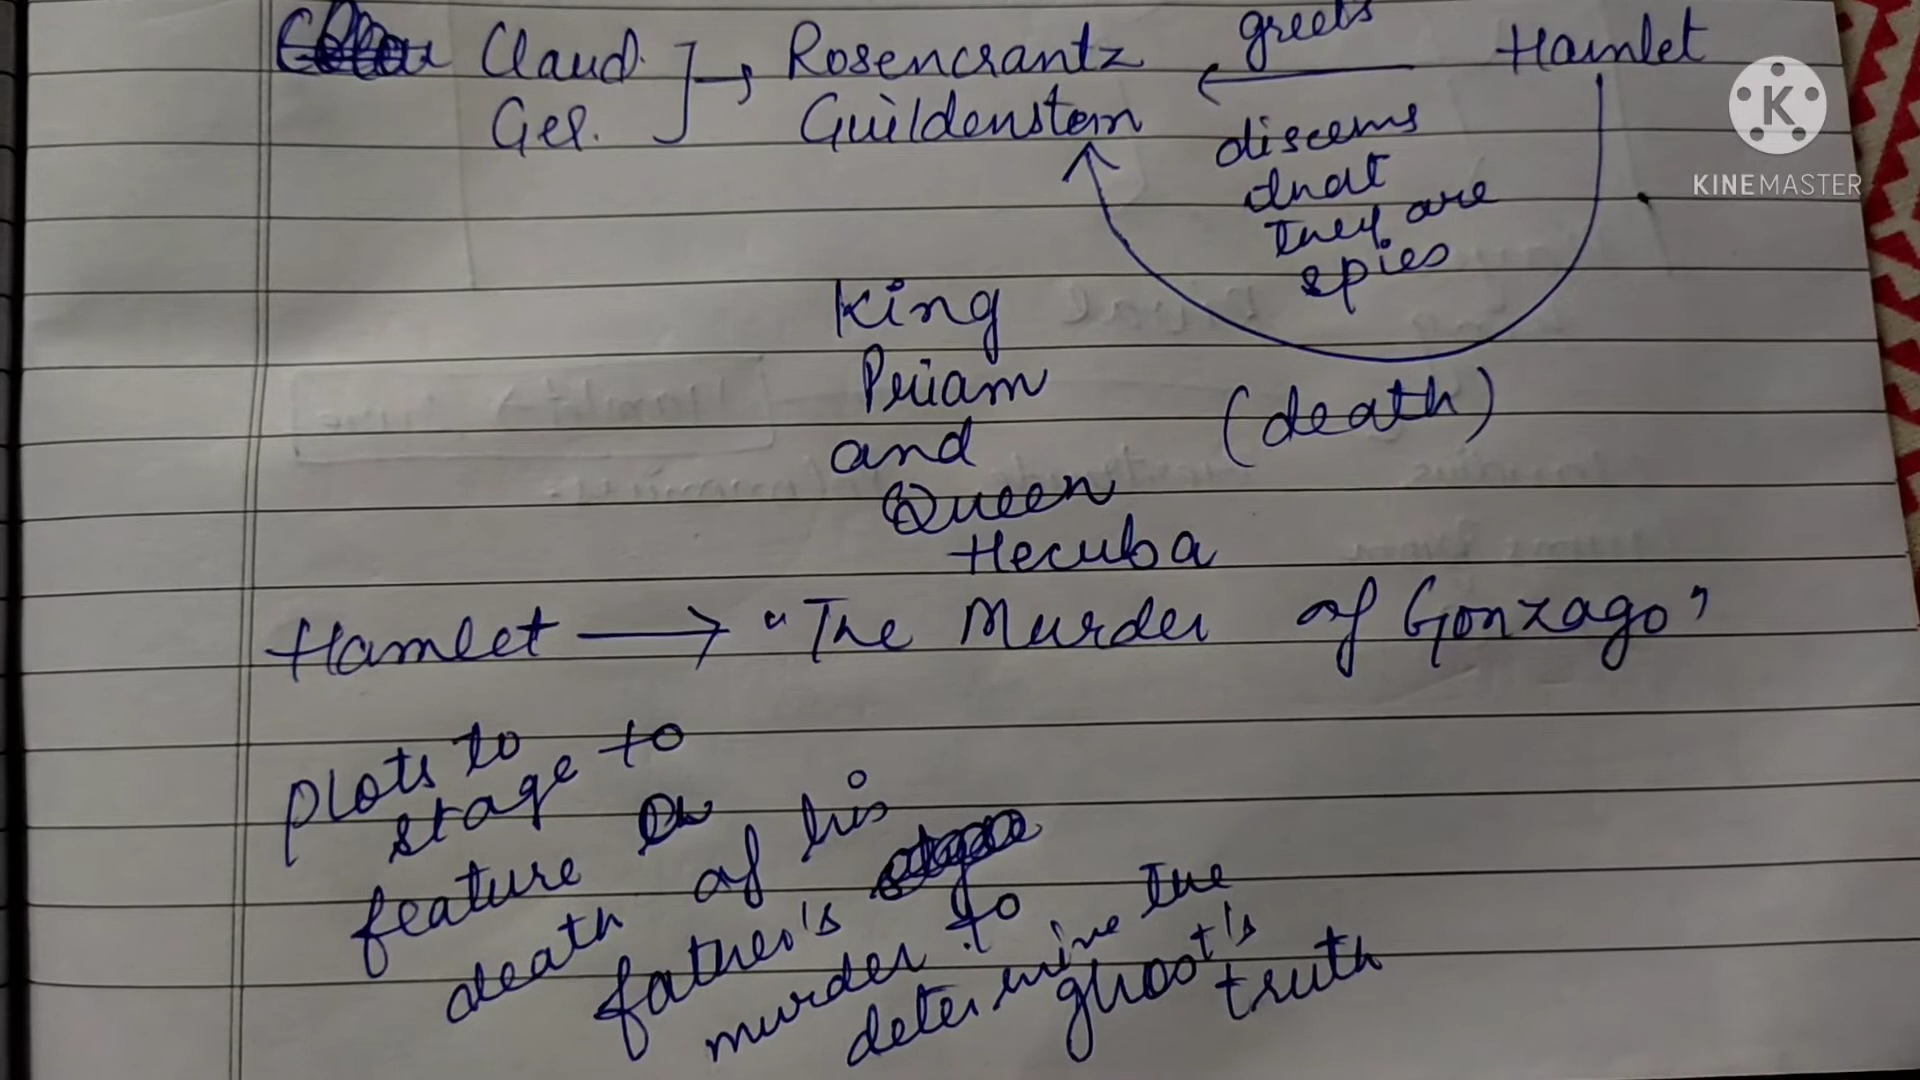 Claud. ] → Rosencrantz ← greets Hamlet
Ger. Guildenstern
discerns
that
they are
spies
KINEMASTER
King
Priam
and
Queen
Hecuba
(death)
Hamlet → "The Murder of Gonzago"
plots to
stage to
feature
death of his
father's
murder to
determine the
ghost's
truth